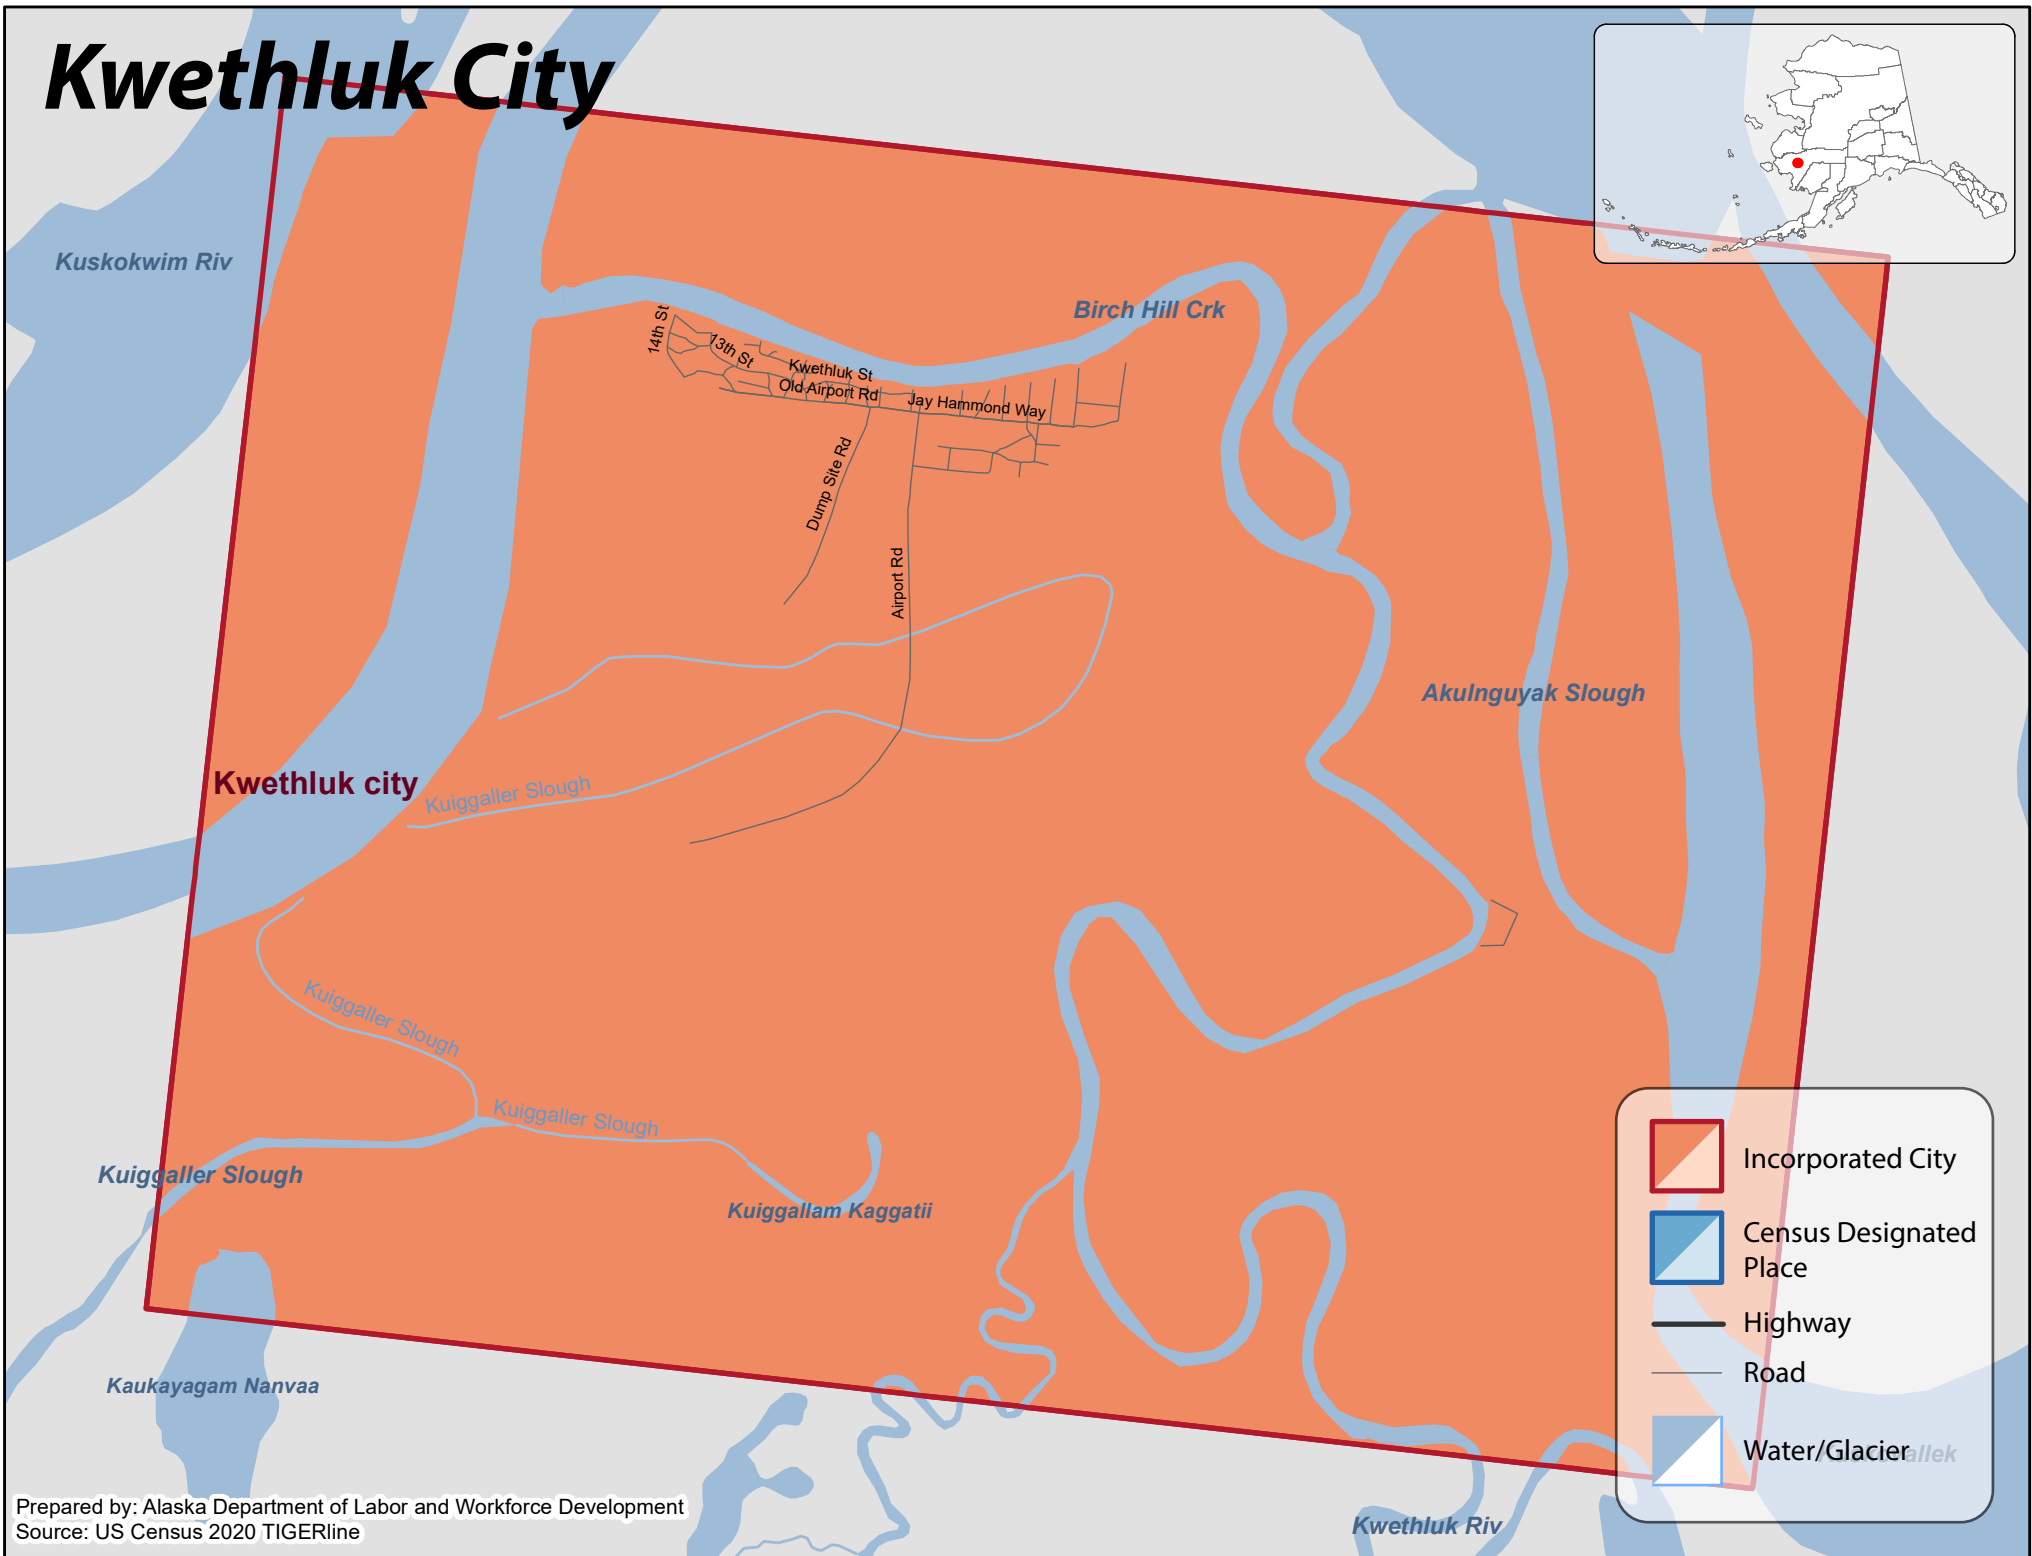 Kwethluk City
Kuskokwim Riv
Birch Hill Crk
14th St
13th St
Kwethluk St
Old Airport Rd
Jay Hammond Way
Dump Site Rd
Airport Rd
Akulnguyak Slough
Kwethluk city
Kuiggaller Slough
Kuiggaller Slough
Kuiggaller Slough
Kuiggaller Slough
Kuiggallam Kaggatii
Kaukayagam Nanvaa
Kwethluk Riv
Incorporated City
Census Designated
Place
Highway
Road
Water/Glacier
Prepared by: Alaska Department of Labor and Workforce Development
Source: US Census 2020 TIGERline